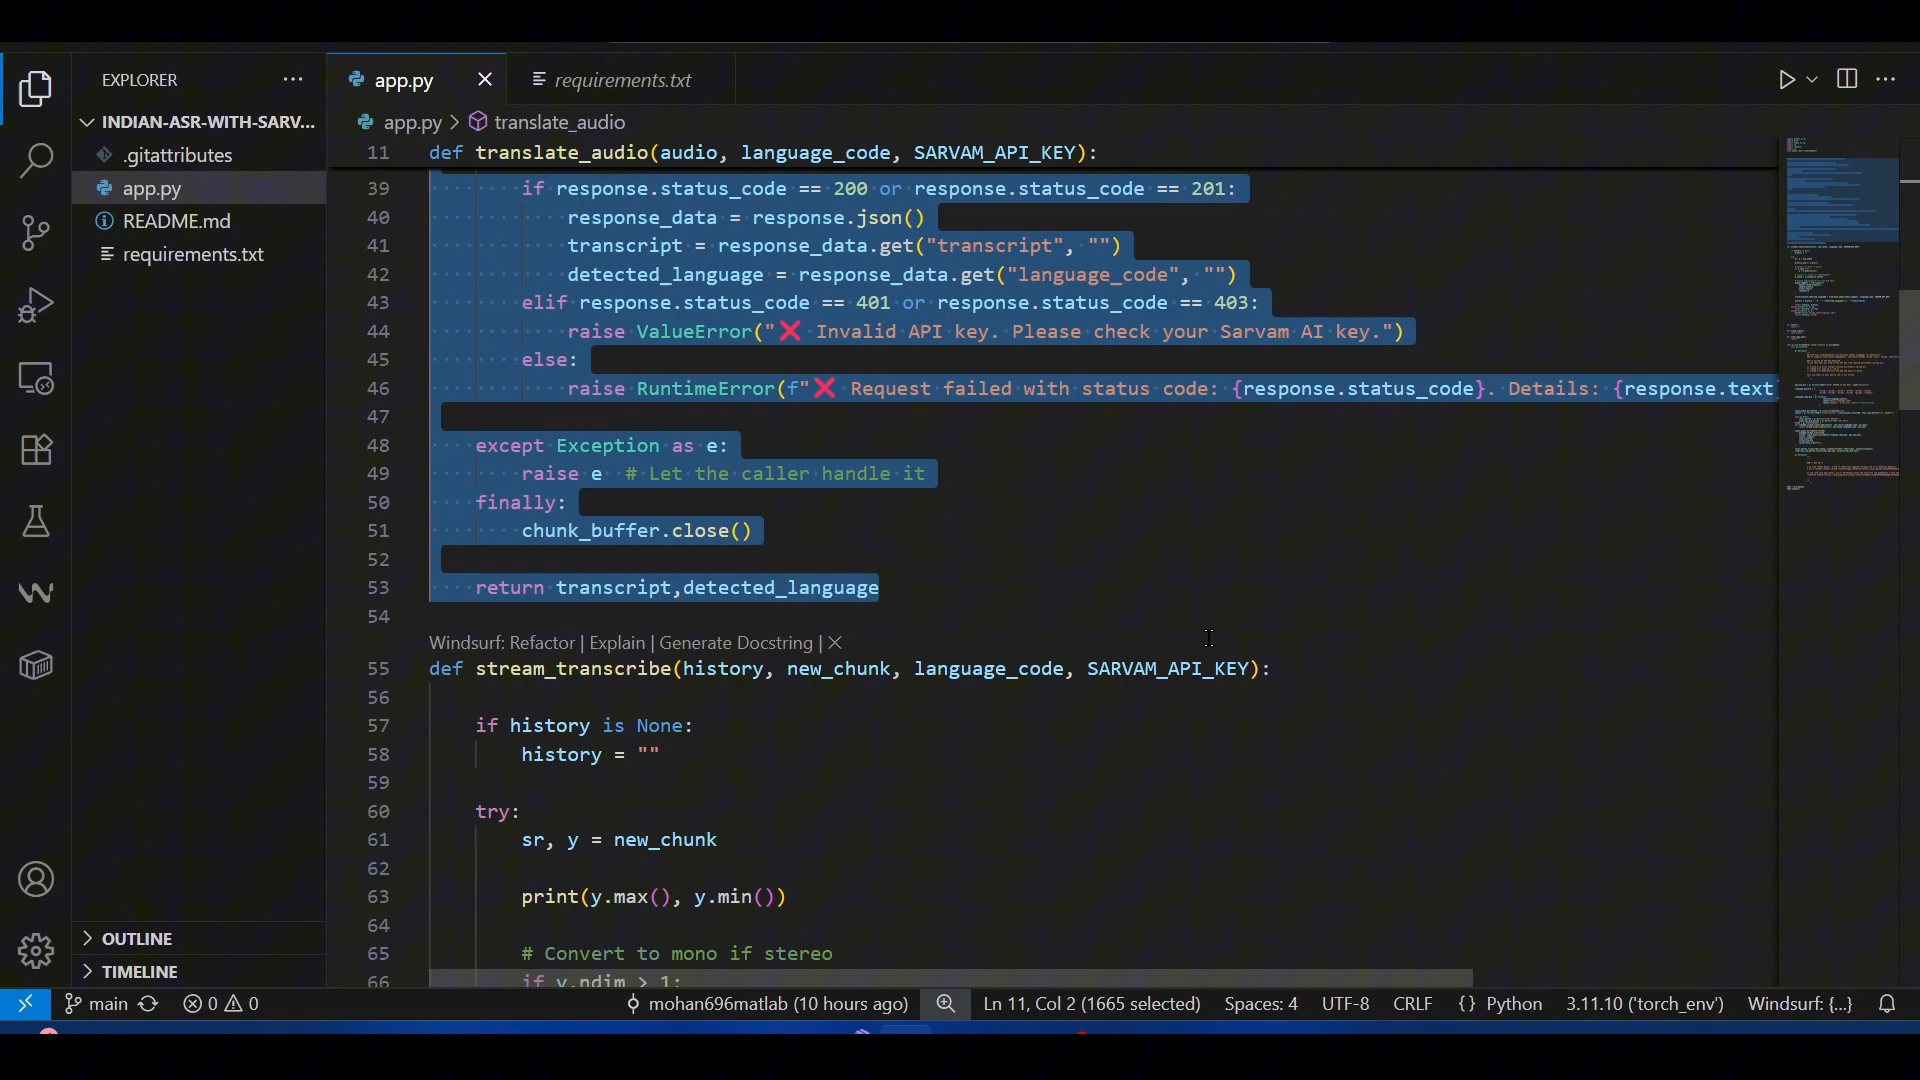 EXPLORER
INDIAN-ASR-WITH-SARV...
.gitattributes
app.py
README.md
requirements.txt
OUTLINE
TIMELINE
app.py
requirements.txt
app.py > translate_audio
11 def translate_audio(audio, language_code, SARVAM_API_KEY):
39 if response.status_code == 200 or response.status_code == 201:
40 response_data = response.json()
41 transcript = response_data.get("transcript", "")
42 detected_language = response_data.get("language_code", "")
43 elif response.status_code == 401 or response.status_code == 403:
44 raise ValueError("❌ Invalid API key. Please check your Sarvam AI key.")
45 else:
46 raise RuntimeError(f"❌ Request failed with status code: {response.status_code}. Details: {response.text}
47
48 except Exception as e:
49 raise e # Let the caller handle it
50 finally:
51 chunk_buffer.close()
52
53 return transcript,detected_language
54
Windsurf: Refactor | Explain | Generate Docstring | X
55 def stream_transcribe(history, new_chunk, language_code, SARVAM_API_KEY):
56
57 if history is None:
58 history = ""
59
60 try:
61 sr, y = new_chunk
62
63 print(y.max(), y.min())
64
65 # Convert to mono if stereo
66 if y.ndim > 1:
main 0 0 mohan696matlab (10 hours ago) Ln 11, Col 2 (1665 selected) Spaces: 4 UTF-8 CRLF {} Python 3.11.10 ('torch_env') Windsurf: {...}